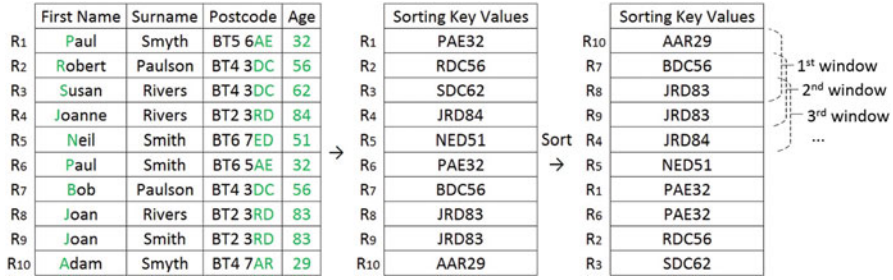 First Name Surname Postcode Age Sorting Key Values Sorting Key Values
R1 Paul Smyth BT5 6AE 32 R1 PAE32 R10 AAR29
R2 Robert Paulson BT4 3DC 56 R2 RDC56 R7 BDC56 1st window
R3 Susan Rivers BT4 3DC 62 R3 SDC62 R8 JRD83 2nd window
R4 Joanne Rivers BT2 3RD 84 R4 JRD84 R9 JRD83 3rd window
R5 Neil Smith BT6 7ED 51 → R5 NED51 Sort → R4 JRD84 ...
R6 Paul Smith BT6 5AE 32 R6 PAE32 R5 NED51
R7 Bob Paulson BT4 3DC 56 R7 BDC56 R1 PAE32
R8 Joan Rivers BT2 3RD 83 R8 JRD83 R6 PAE32
R9 Joan Smith BT2 3RD 83 R9 JRD83 R2 RDC56
R10 Adam Smyth BT4 7AR 29 R10 AAR29 R3 SDC62